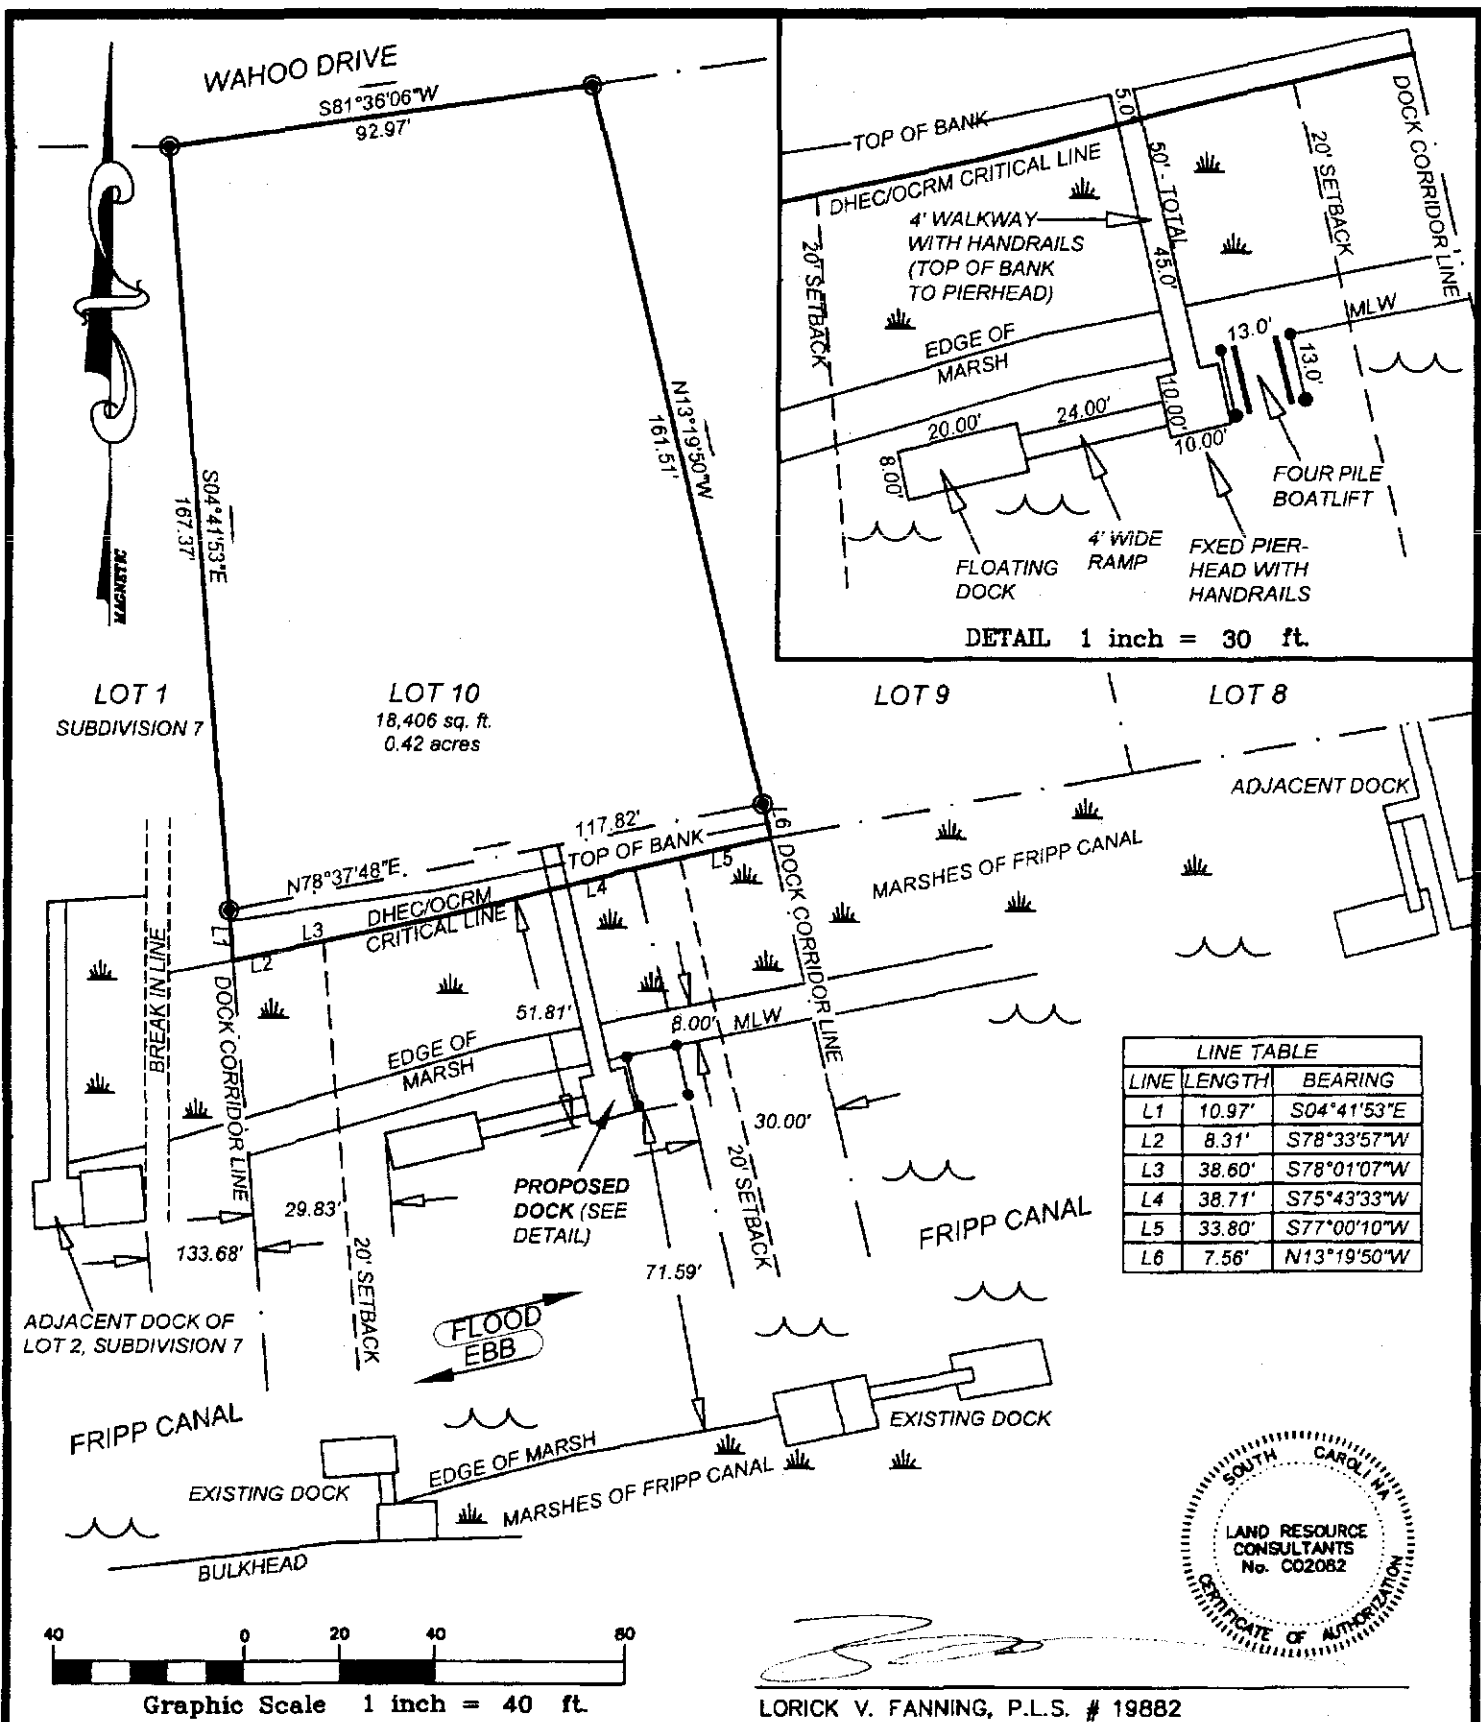 WAHOO DRIVE
S81°36'06"W
92.97'
S04°41'53"E
167.37'
N13°19'50"W
161.51'
MAGNETIC
LOT 1
SUBDIVISION 7
LOT 10
18,406 sq. ft.
0.42 acres
TOP OF BANK
DHEC/OCRM CRITICAL LINE
5.0'
50' - TOTAL
45.0'
4' WALKWAY
WITH HANDRAILS
(TOP OF BANK
TO PIERHEAD)
20' SETBACK
20' SETBACK
DOCK CORRIDOR LINE
EDGE OF
MARSH
MLW
13.0'
13.0'
20.00'
24.00'
10.00'
10.00'
8.00'
FLOATING
DOCK
4' WIDE
RAMP
FXED PIER-
HEAD WITH
HANDRAILS
FOUR PILE
BOATLIFT
DETAIL 1 inch = 30 ft.
LOT 9
LOT 8
ADJACENT DOCK
MARSHES OF FRIPP CANAL
117.82'
N78°37'48"E
TOP OF BANK
DHEC/OCRM
CRITICAL LINE
L1
L2
L3
L4
L5
L6
BREAK IN LINE
DOCK CORRIDOR LINE
DOCK CORRIDOR LINE
EDGE OF
MARSH
51.81'
8.00'
MLW
30.00'
29.83'
133.68'
20' SETBACK
20' SETBACK
PROPOSED
DOCK (SEE
DETAIL)
71.59'
FRIPP CANAL
ADJACENT DOCK OF
LOT 2, SUBDIVISION 7
FLOOD
EBB
LINE TABLE
LINE LENGTH BEARING
L1 10.97' S04°41'53"E
L2 8.31' S78°33'57"W
L3 38.60' S78°01'07"W
L4 38.71' S75°43'33"W
L5 33.80' S77°00'10"W
L6 7.56' N13°19'50"W
FRIPP CANAL
EXISTING DOCK
EDGE OF MARSH
EXISTING DOCK
MARSHES OF FRIPP CANAL
BULKHEAD
SOUTH CAROLINA
LAND RESOURCE
CONSULTANTS
No. C02082
CERTIFICATE OF AUTHORIZATION
40 0 20 40 80
Graphic Scale 1 inch = 40 ft.
LORICK V. FANNING, P.L.S. # 19882